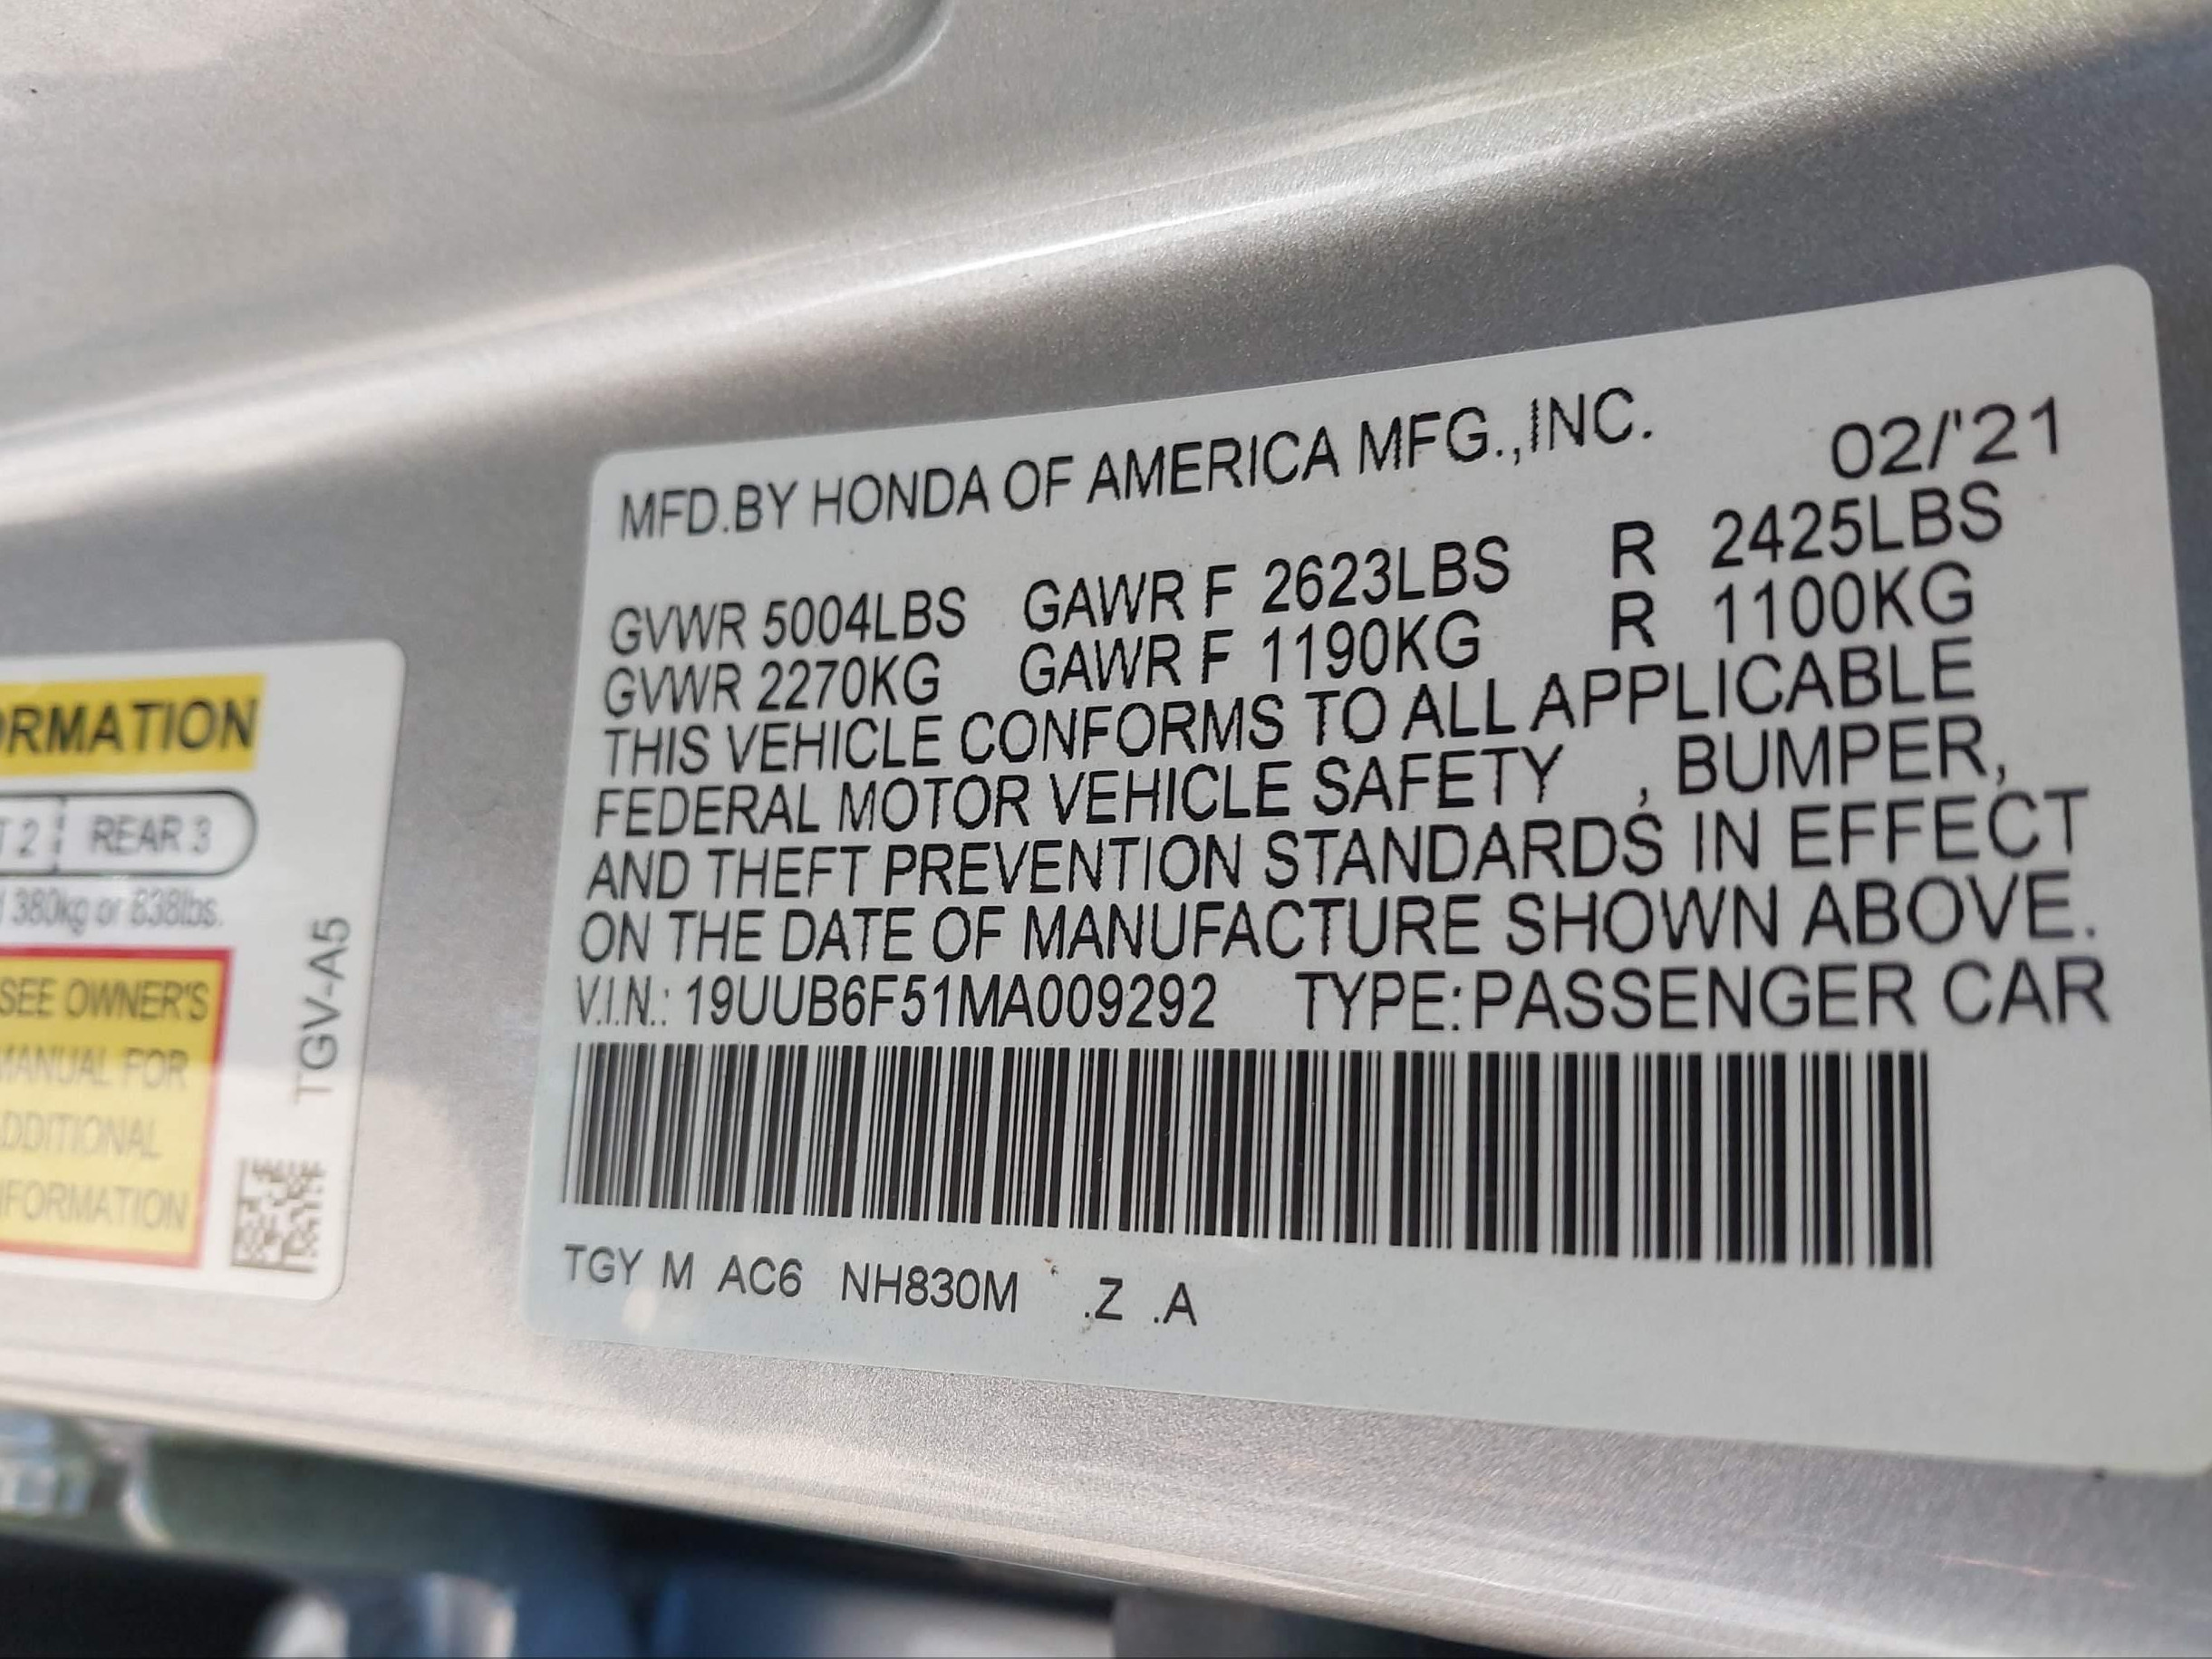 MFD.BY HONDA OF AMERICA MFG.,INC.
02/'21
GVWR 5004LBS GAWR F 2623LBS R 2425LBS
GVWR 2270KG GAWR F 1190KG R 1100KG
THIS VEHICLE CONFORMS TO ALL APPLICABLE
FEDERAL MOTOR VEHICLE SAFETY , BUMPER,
AND THEFT PREVENTION STANDARDS IN EFFECT
ON THE DATE OF MANUFACTURE SHOWN ABOVE.
V.I.N.: 19UUB6F51MA009292 TYPE:PASSENGER CAR
TGY M AC6 NH830M .Z .A
ORMATION
T 2 REAR 3
380kg or 838lbs.
SEE OWNER'S
MANUAL FOR
ADDITIONAL
NFORMATION
TGV-A5